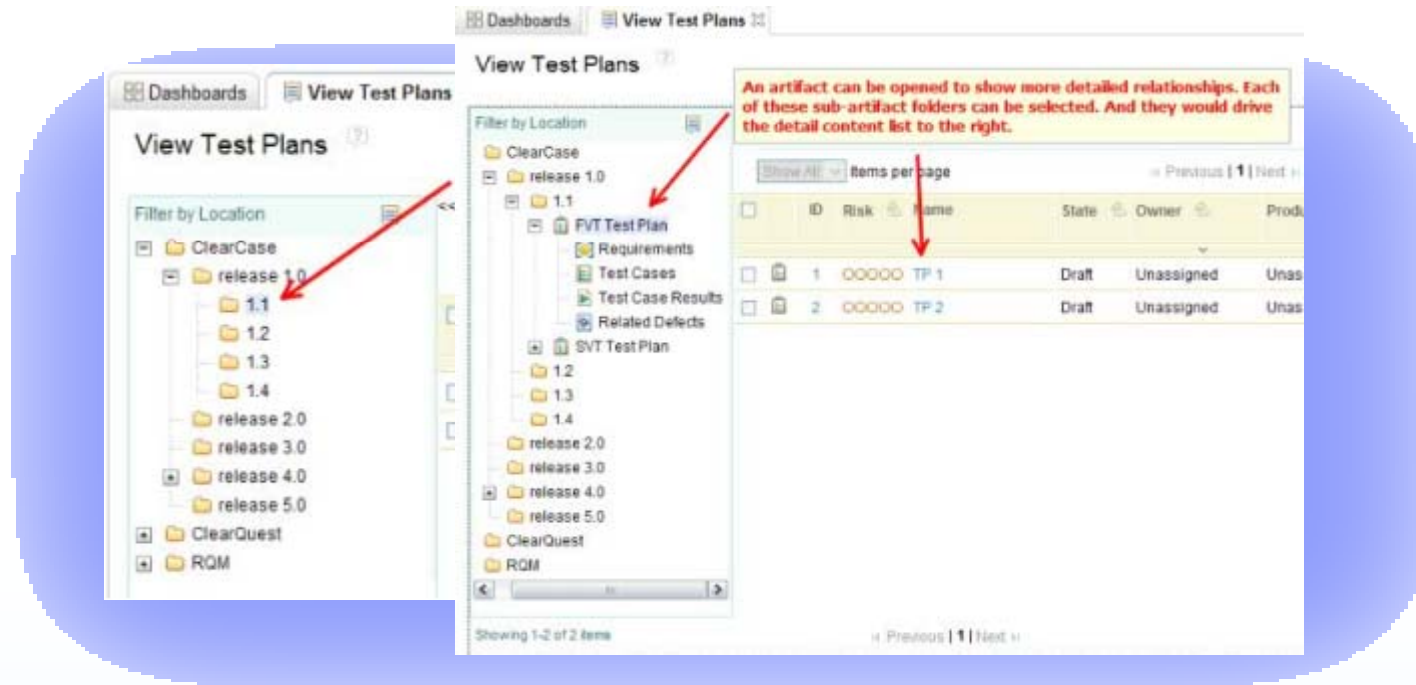 Dashboards View Test Plans
View Test Plans
Filter by Location
ClearCase
release 1.0
1.1
1.2
1.3
1.4
release 2.0
release 3.0
release 4.0
release 5.0
ClearQuest
RQM
<<
Dashboards View Test Plans
View Test Plans
An artifact can be opened to show more detailed relationships. Each
of these sub-artifact folders can be selected. And they would drive
the detail content list to the right.
Filter by Location
ClearCase
release 1.0
1.1
FVT Test Plan
Requirements
Test Cases
Test Case Results
Related Defects
SVT Test Plan
1.2
1.3
1.4
release 2.0
release 3.0
release 4.0
release 5.0
ClearQuest
RQM
Show All Items per page Previous | 1 | Next
ID Risk Name State Owner Produ
1 TP 1 Draft Unassigned Unas
2 TP 2 Draft Unassigned Unas
Showing 1-2 of 2 items Previous | 1 | Next